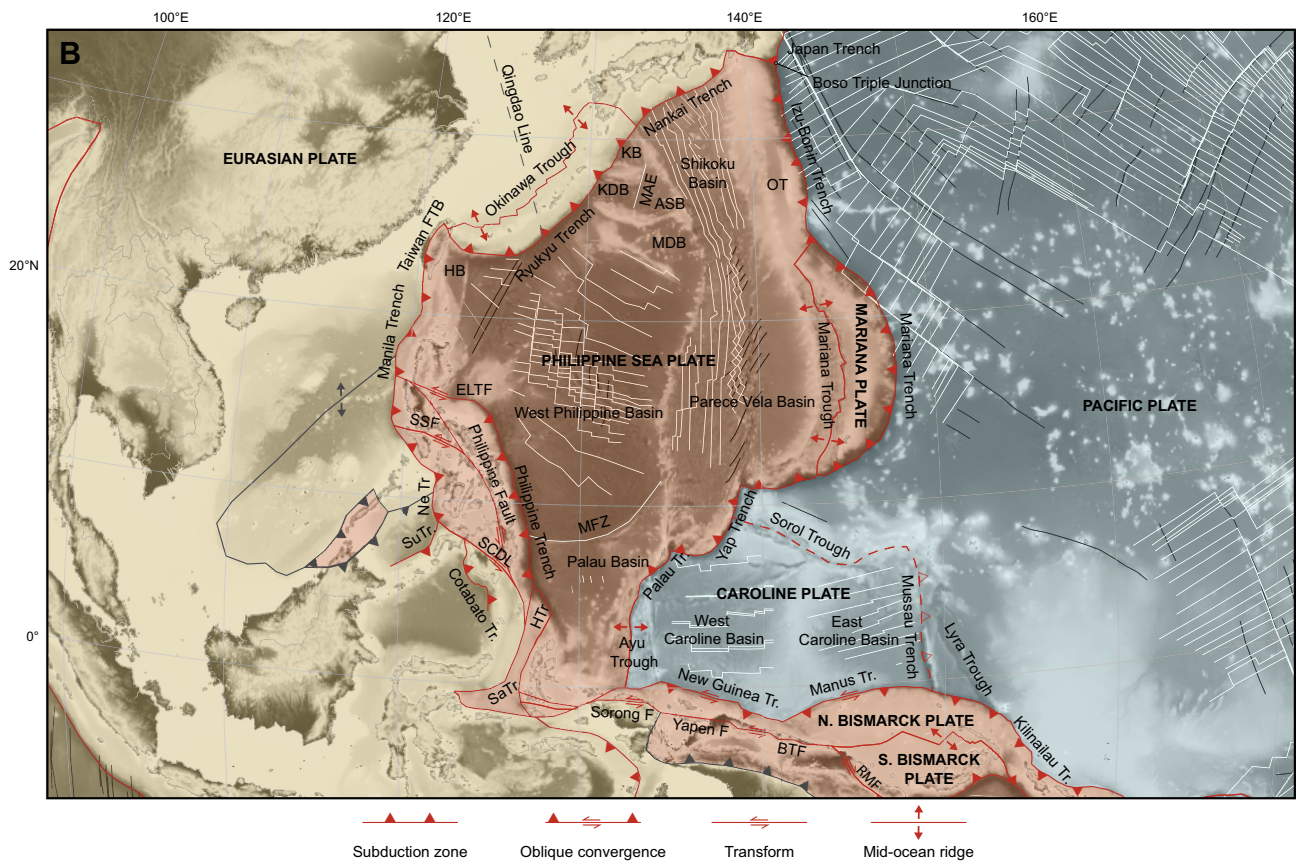 100°E
120°E
140°E
160°E
B
Japan Trench
Boso Triple Junction
Qingdao Line
Nankai Trench
Izu-Bonin Trench
EURASIAN PLATE
Okinawa Trough
KB
Shikoku
Basin
KDB
MAE
ASB
OT
MDB
Taiwan FTB
Ryukyu Trench
20°N
HB
Manila Trench
PHILIPPINE SEA PLATE
Mariana Trough
MARIANA PLATE
Mariana Trench
ELTF
West Philippine Basin
Parece Vela Basin
PACIFIC PLATE
SSF
Philippine Fault
Philippine Trench
Ne Tr
MFZ
Yap Trench
Sorol Trough
SuTr.
SCDL
Palau Basin
Palau Tr.
Cotabato Tr.
CAROLINE PLATE
Mussau Trench
HTr
West
Caroline Basin
East
Caroline Basin
Lyra Trough
0°
Ayu
Trough
SaTr.
New Guinea Tr.
Manus Tr.
Sorong F
Yapen F
N. BISMARCK PLATE
Kilinailau Tr.
BTF
S. BISMARCK
PLATE
RMF
Subduction zone
Oblique convergence
Transform
Mid-ocean ridge